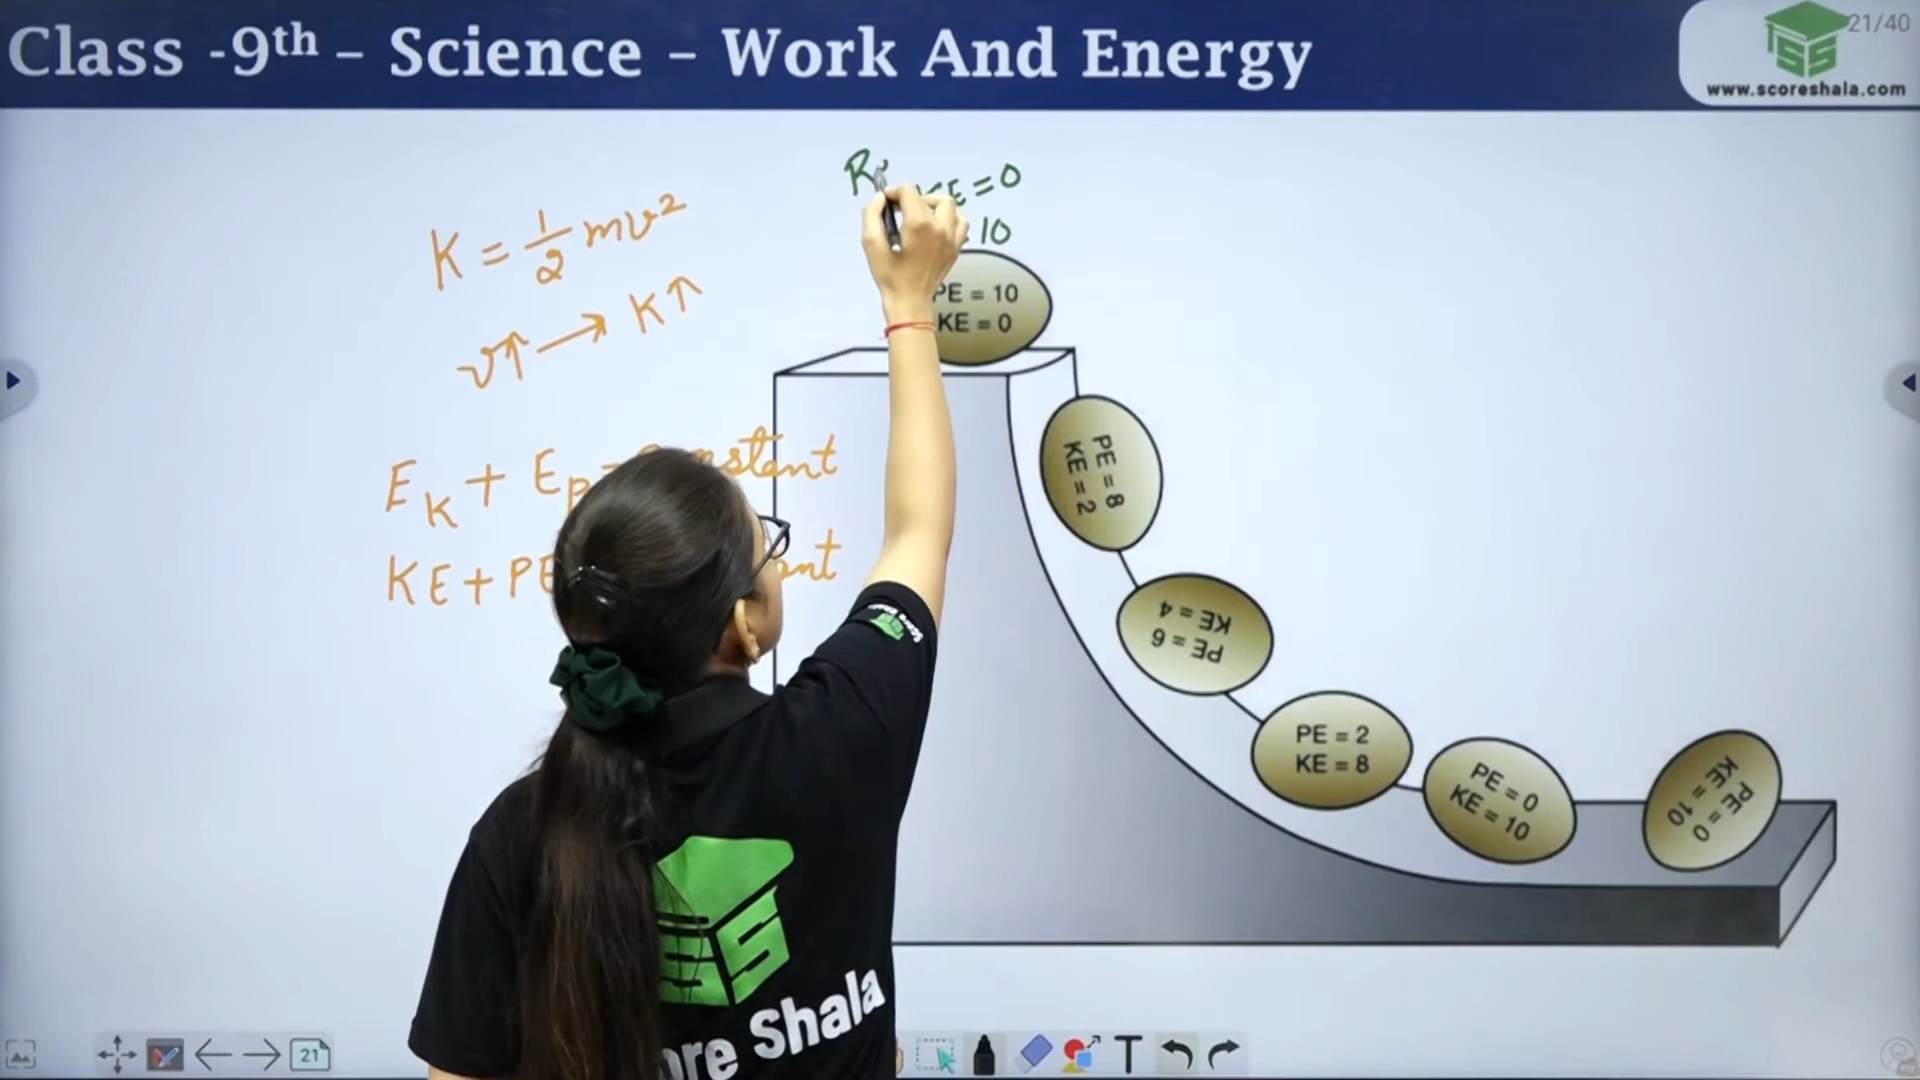 Class -9th – Science – Work And Energy
21/40
www.scoreshala.com
KE = 0
10
K = 1/2 mv²
v↑ → K↑
PE = 10
KE = 0
PE = 8
KE = 2
EK + EP = Constant
KE + PE
PE = 6
KE = 4
PE = 2
KE = 8
PE = 0
KE = 10
PE = 0
KE = 10
Score Shala
Shala
21
T